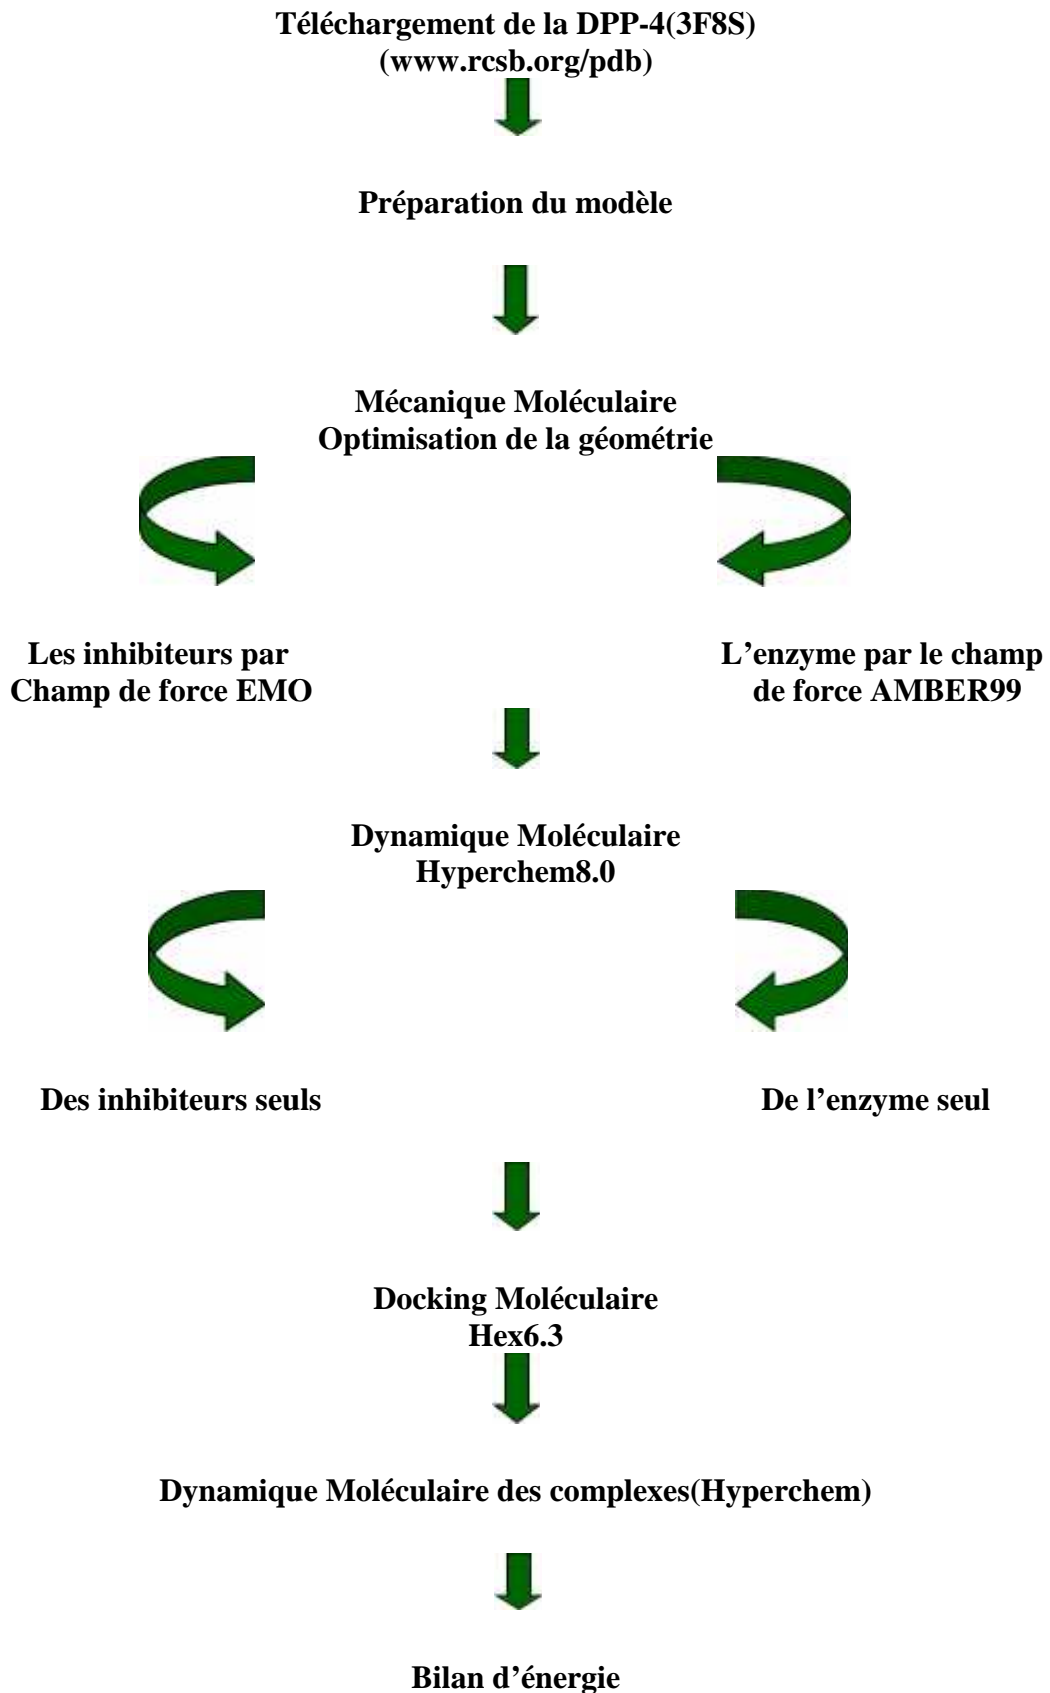 Téléchargement de la DPP-4(3F8S)
(www.rcsb.org/pdb)
Préparation du modèle
Mécanique Moléculaire
Optimisation de la géométrie
Les inhibiteurs par
Champ de force EMO
L’enzyme par le champ
de force AMBER99
Dynamique Moléculaire
Hyperchem8.0
Des inhibiteurs seuls
De l’enzyme seul
Docking Moléculaire
Hex6.3
Dynamique Moléculaire des complexes(Hyperchem)
Bilan d’énergie